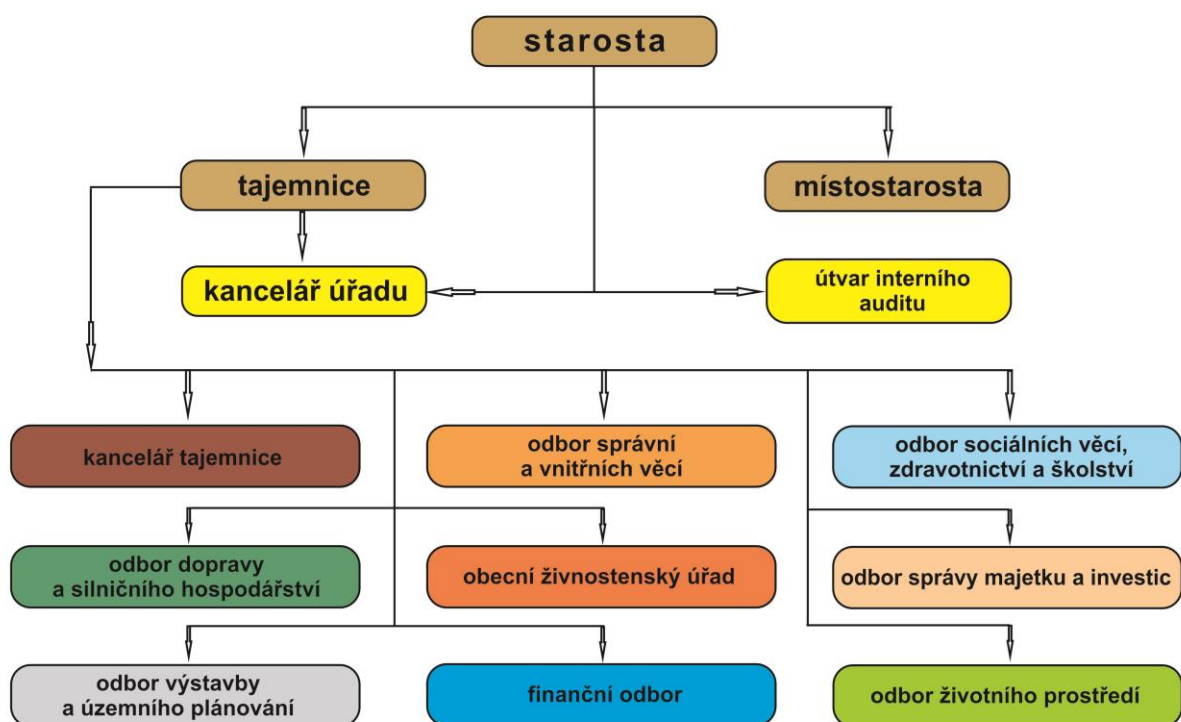 starosta
tajemnice
místostarosta
kancelář úřadu
útvar interního
auditu
kancelář tajemnice
odbor správní
a vnitřních věcí
odbor sociálních věcí,
zdravotnictví a školství
odbor dopravy
a silničního hospodářství
obecní živnostenský úřad
odbor správy majetku a investic
odbor výstavby
a územního plánování
finanční odbor
odbor životního prostředí